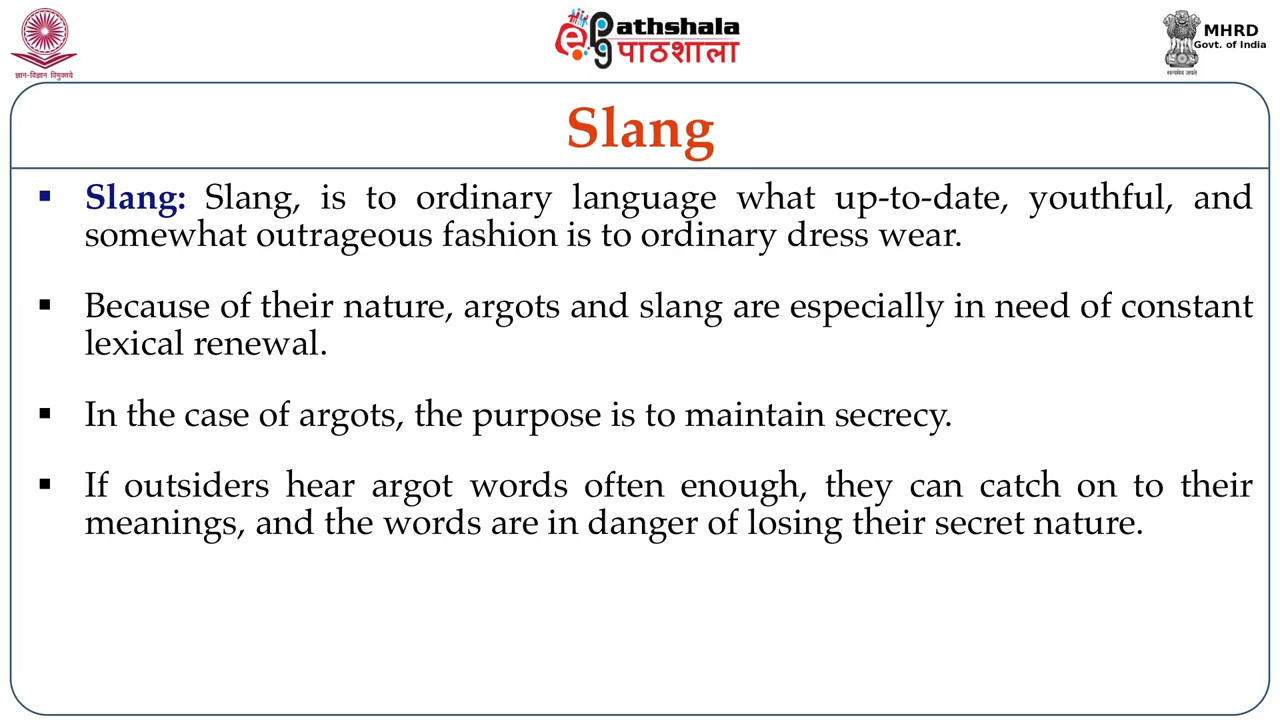 ज्ञान-विज्ञान विमुक्तये
ePathshala
पाठशाला
MHRD
Govt. of India
सत्यमेव जयते
Slang
▪ Slang: Slang, is to ordinary language what up-to-date, youthful, and
somewhat outrageous fashion is to ordinary dress wear.
▪ Because of their nature, argots and slang are especially in need of constant
lexical renewal.
▪ In the case of argots, the purpose is to maintain secrecy.
▪ If outsiders hear argot words often enough, they can catch on to their
meanings, and the words are in danger of losing their secret nature.